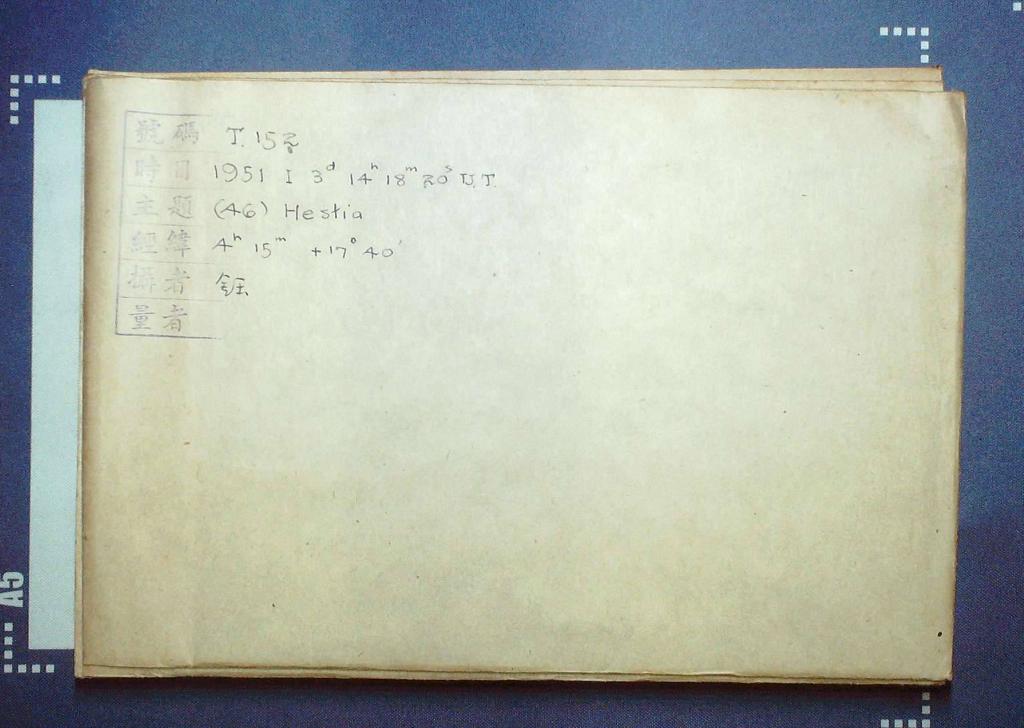 號碼 T. 152
時日 1951 I 3ᵈ 14ʰ 18ᵐ 20ˢ U.T.
主題 (46) Hestia
經緯 4ʰ 15ᵐ +17° 40'
攝者 鈺
量者
A5